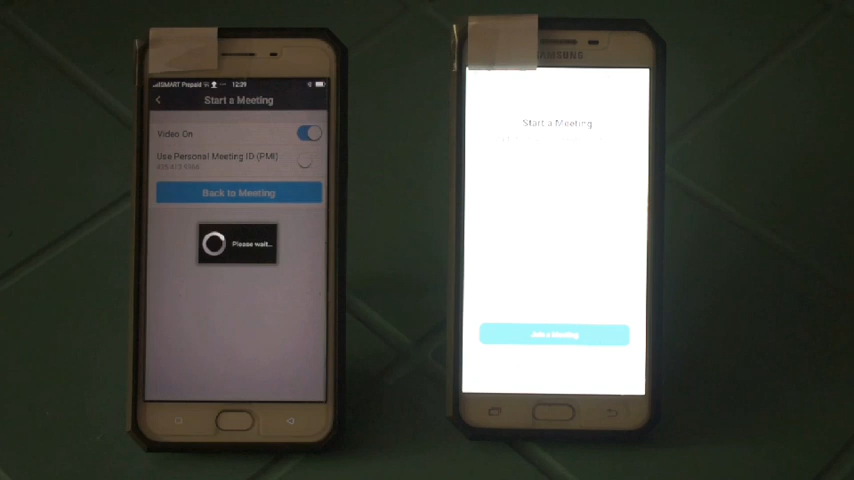 SMART Prepaid 12:39
Start a Meeting
Video On
Use Personal Meeting ID (PMI)
Back to Meeting
Please wait...
SAMSUNG
Start a Meeting
Join a Meeting